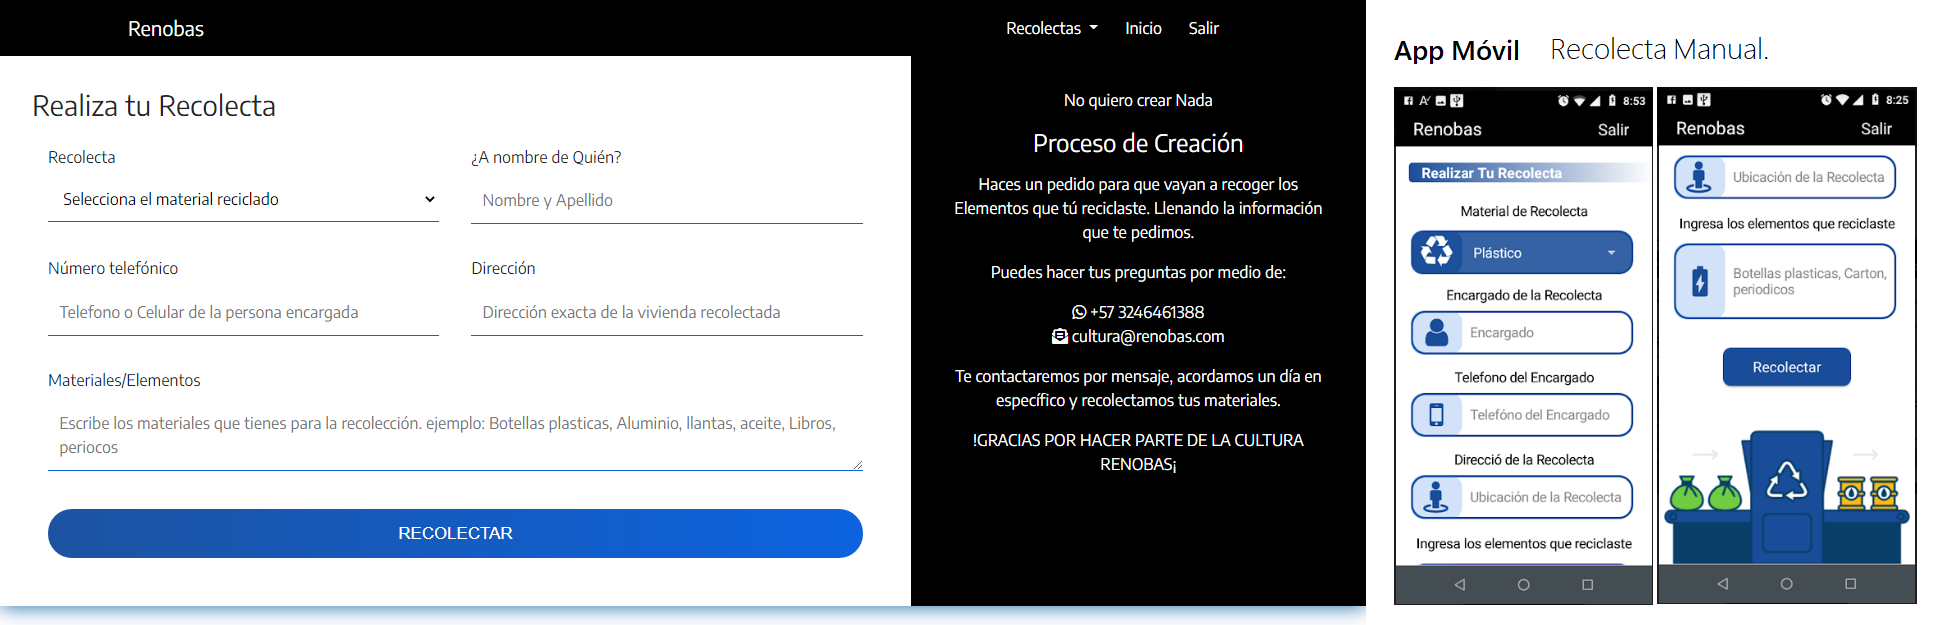 Renobas
Recolectas
Inicio
Salir
Realiza tu Recolecta
Recolecta
¿A nombre de Quién?
Selecciona el material reciclado
Nombre y Apellido
Número telefónico
Dirección
Telefono o Celular de la persona encargada
Dirección exacta de la vivienda recolectada
Materiales/Elementos
Escribe los materiales que tienes para la recolección. ejemplo: Botellas plasticas, Aluminio, llantas, aceite, Libros,
periocos
RECOLECTAR
No quiero crear Nada
Proceso de Creación
Haces un pedido para que vayan a recoger los
Elementos que tú reciclaste. Llenando la información
que te pedimos.
Puedes hacer tus preguntas por medio de:
+57 3246461388
cultura@renobas.com
Te contactaremos por mensaje, acordamos un día en
específico y recolectamos tus materiales.
!GRACIAS POR HACER PARTE DE LA CULTURA
RENOBAS¡
App Móvil
Recolecta Manual.
8:53
Renobas
Salir
Realizar Tu Recolecta
Material de Recolecta
Plástico
Encargado de la Recolecta
Encargado
Telefono del Encargado
Telefóno del Encargado
Direcció de la Recolecta
Ubicación de la Recolecta
Ingresa los elementos que reciclaste
8:25
Renobas
Salir
Ubicación de la Recolecta
Ingresa los elementos que reciclaste
Botellas plasticas, Carton,
periodicos
Recolectar